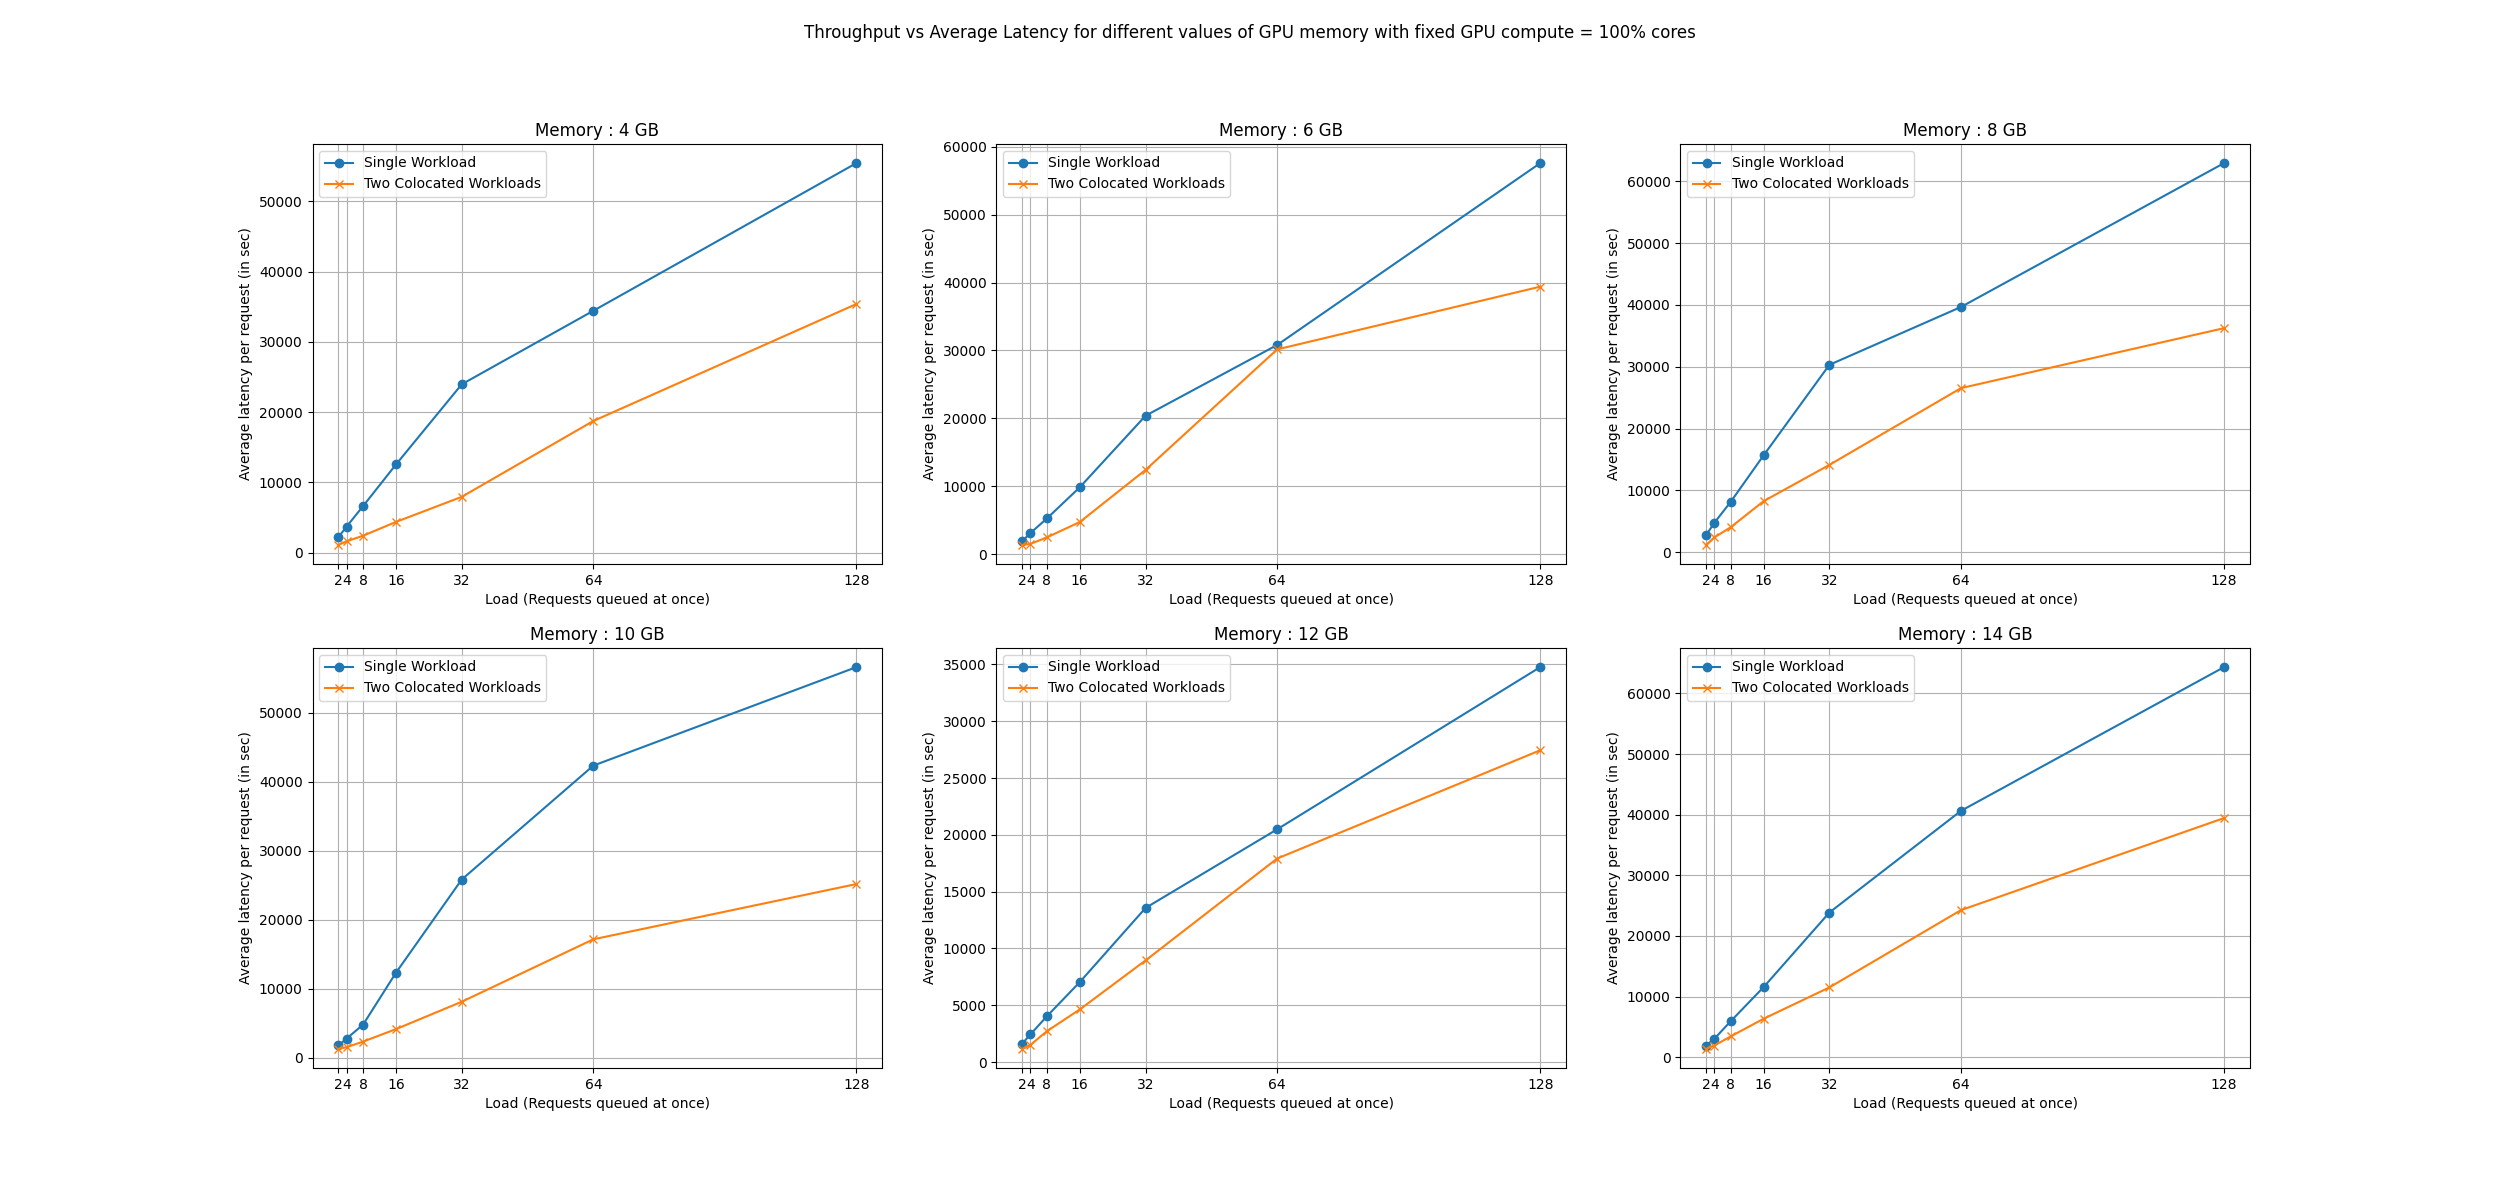 Throughput vs Average Latency for different values of GPU memory with fixed GPU compute = 100% cores
Memory : 4 GB
Single Workload
Two Colocated Workloads
Average latency per request (in sec)
50000
40000
30000
20000
10000
0
2 4 8 16 32 64 128
Load (Requests queued at once)
Memory : 6 GB
Single Workload
Two Colocated Workloads
Average latency per request (in sec)
60000
50000
40000
30000
20000
10000
0
2 4 8 16 32 64 128
Load (Requests queued at once)
Memory : 8 GB
Single Workload
Two Colocated Workloads
Average latency per request (in sec)
60000
50000
40000
30000
20000
10000
0
2 4 8 16 32 64 128
Load (Requests queued at once)
Memory : 10 GB
Single Workload
Two Colocated Workloads
Average latency per request (in sec)
50000
40000
30000
20000
10000
0
2 4 8 16 32 64 128
Load (Requests queued at once)
Memory : 12 GB
Single Workload
Two Colocated Workloads
Average latency per request (in sec)
35000
30000
25000
20000
15000
10000
5000
0
2 4 8 16 32 64 128
Load (Requests queued at once)
Memory : 14 GB
Single Workload
Two Colocated Workloads
Average latency per request (in sec)
60000
50000
40000
30000
20000
10000
0
2 4 8 16 32 64 128
Load (Requests queued at once)